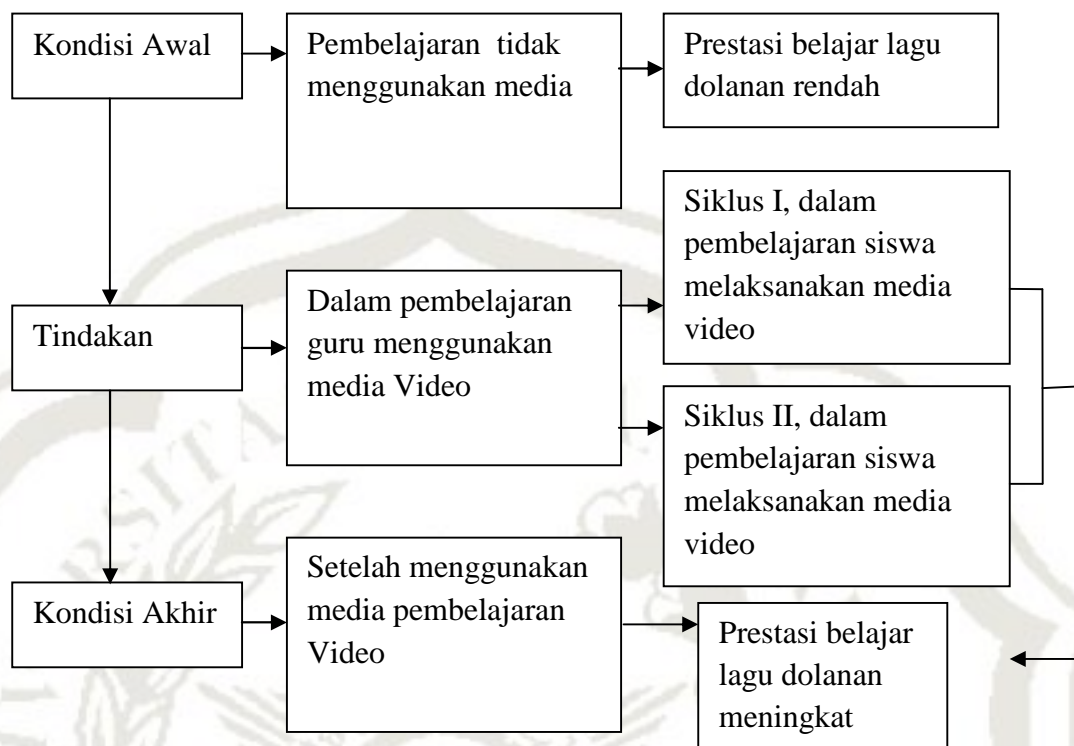 Kondisi Awal
Pembelajaran tidak
menggunakan media
Prestasi belajar lagu
dolanan rendah
Tindakan
Dalam pembelajaran
guru menggunakan
media Video
Siklus I, dalam
pembelajaran siswa
melaksanakan media
video
Siklus II, dalam
pembelajaran siswa
melaksanakan media
video
Kondisi Akhir
Setelah menggunakan
media pembelajaran
Video
Prestasi belajar
lagu dolanan
meningkat